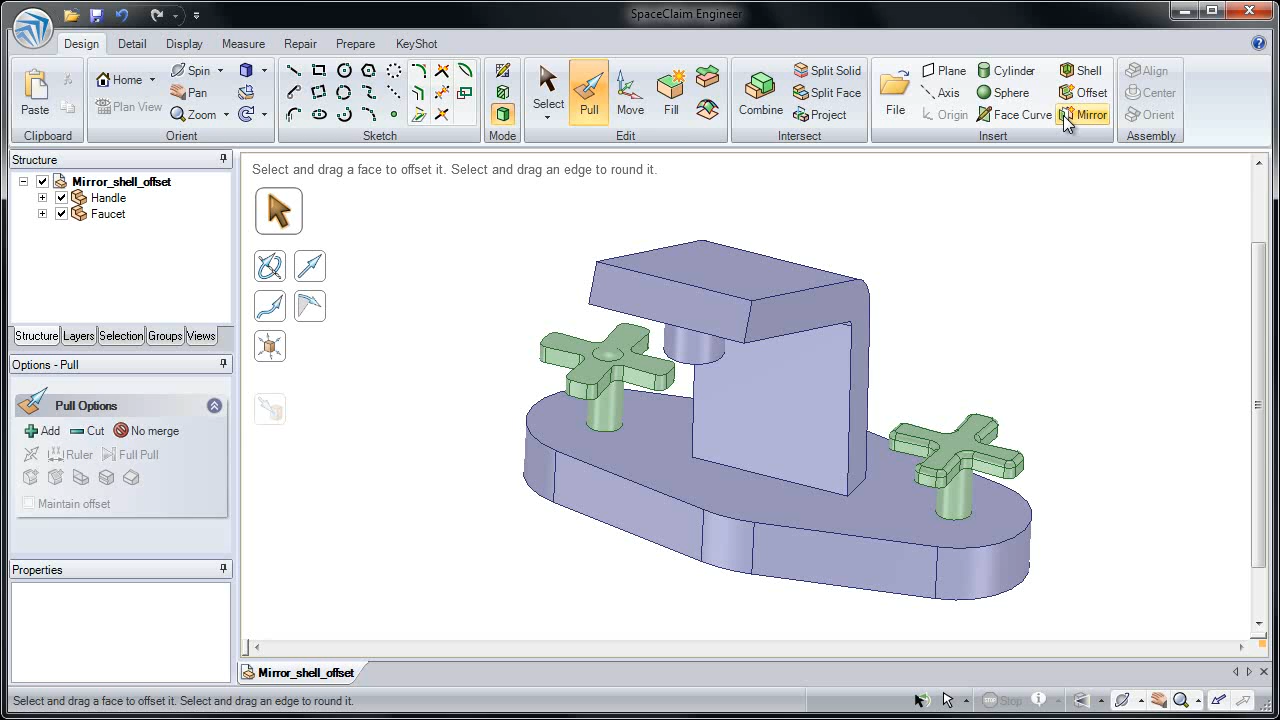 SpaceClaim Engineer
Design Detail Display Measure Repair Prepare KeyShot
Home Spin Split Solid Plane Cylinder Shell Align
Plan View Pan Split Face Axis Sphere Offset Center
Paste Zoom Select Pull Move Fill Combine Project File Origin Face Curve Mirror Orient
Clipboard Orient Sketch Mode Edit Intersect Insert Assembly
Structure
Select and drag a face to offset it. Select and drag an edge to round it.
Mirror_shell_offset
Handle
Faucet
Structure Layers Selection Groups Views
Options - Pull
Pull Options
Add Cut No merge
Ruler Full Pull
Maintain offset
Properties
Mirror_shell_offset
Select and drag a face to offset it. Select and drag an edge to round it. Stop